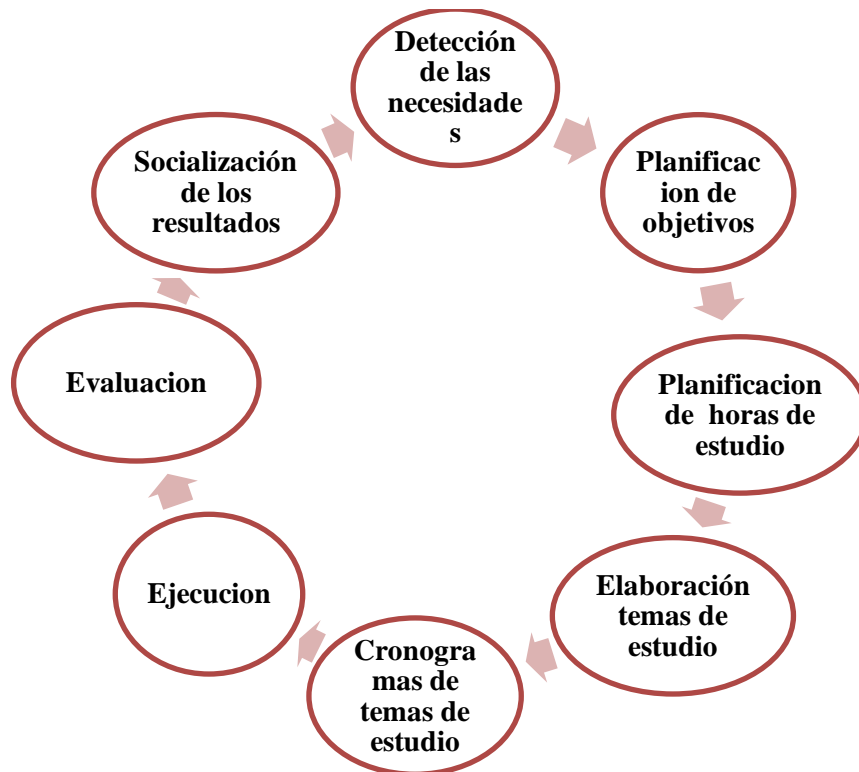 Detección
de las
necesidade
s
Planificac
ion de
objetivos
Planificacion
de horas de
estudio
Elaboración
temas de
estudio
Cronogra
mas de
temas de
estudio
Ejecucion
Evaluacion
Socialización
de los
resultados